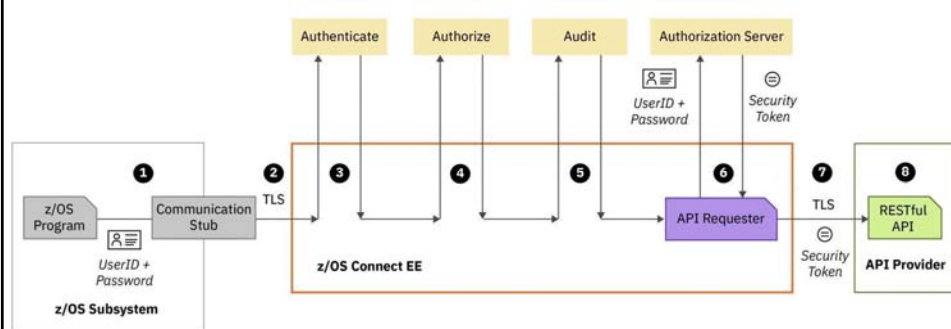 Authenticate
Authorize
Audit
Authorization Server
UserID +
Password
Security
Token
1
2
3
4
5
6
7
8
TLS
TLS
z/OS
Program
Communication
Stub
API Requester
RESTful
API
UserID +
Password
z/OS Connect EE
Security
Token
API Provider
z/OS Subsystem